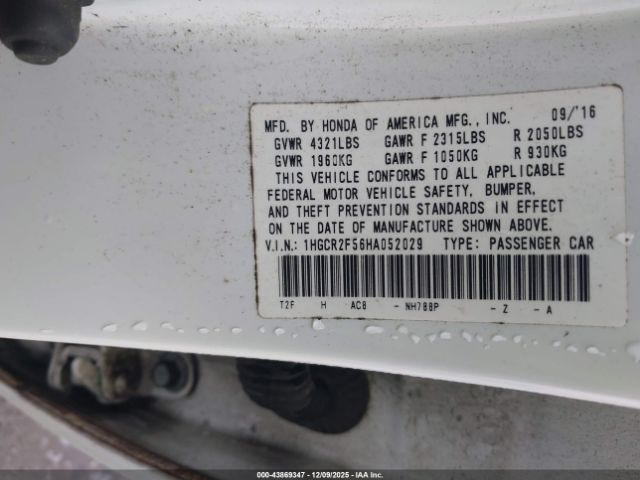 MFD. BY HONDA OF AMERICA MFG., INC. 09/'16
GVWR 4321LBS GAWR F 2315LBS R 2050LBS
GVWR 1960KG GAWR F 1050KG R 930KG
THIS VEHICLE CONFORMS TO ALL APPLICABLE
FEDERAL MOTOR VEHICLE SAFETY, BUMPER,
AND THEFT PREVENTION STANDARDS IN EFFECT
ON THE DATE OF MANUFACTURE SHOWN ABOVE.
V.I.N.: 1HGCR2F56HA052029 TYPE: PASSENGER CAR
T2F H AC8 - NH788P - Z - A
000-43869347 - 12/09/2025 - IAA Inc.